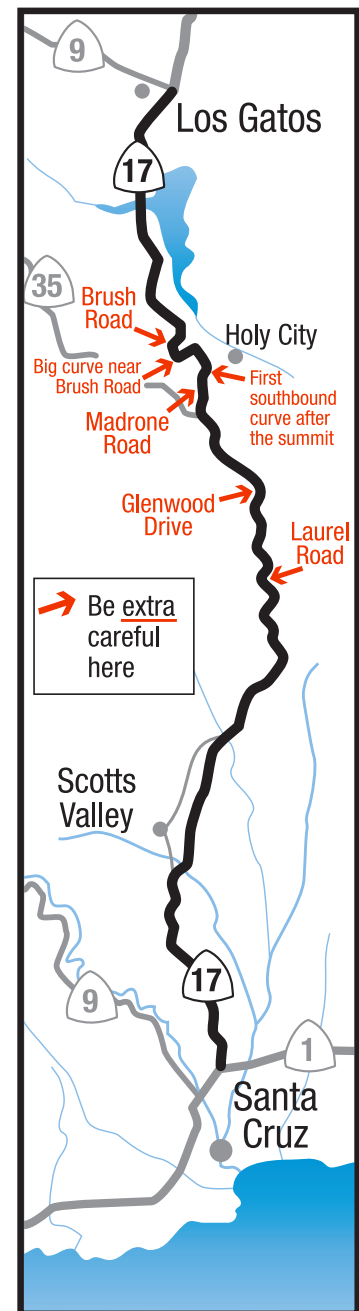 9
Los Gatos
17
35
Brush
Road
Holy City
Big curve near
Brush Road
First
southbound
curve after
the summit
Madrone
Road
Glenwood
Drive
Laurel
Road
Be extra
careful
here
Scotts
Valley
17
9
1
Santa
Cruz